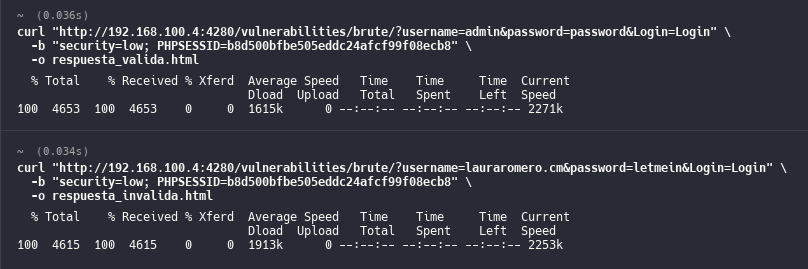 ~ (0.036s)
curl "http://192.168.100.4:4280/vulnerabilities/brute/?username=admin&password=password&Login=Login" \
  -b "security=low; PHPSESSID=b8d500bfbe505eddc24afcf99f08ecb8" \
  -o respuesta_valida.html
  % Total    % Received % Xferd  Average Speed   Time    Time     Time  Current
                                 Dload  Upload   Total   Spent    Left  Speed
100  4653  100  4653    0     0  1615k      0 --:--:-- --:--:-- --:--:-- 2271k
~ (0.034s)
curl "http://192.168.100.4:4280/vulnerabilities/brute/?username=lauraromero.cm&password=letmein&Login=Login" \
  -b "security=low; PHPSESSID=b8d500bfbe505eddc24afcf99f08ecb8" \
  -o respuesta_invalida.html
  % Total    % Received % Xferd  Average Speed   Time    Time     Time  Current
                                 Dload  Upload   Total   Spent    Left  Speed
100  4615  100  4615    0     0  1913k      0 --:--:-- --:--:-- --:--:-- 2253k